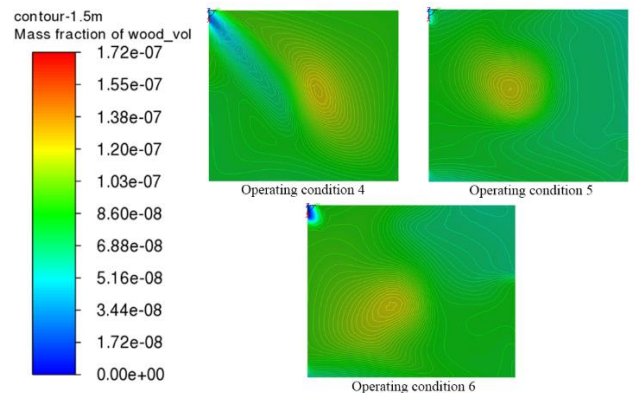 contour-1.5m
Mass fraction of wood_vol
1.72e-07
1.55e-07
1.38e-07
1.20e-07
1.03e-07
8.60e-08
6.88e-08
5.16e-08
3.44e-08
1.72e-08
0.00e+00
Operating condition 4
Operating condition 5
Operating condition 6